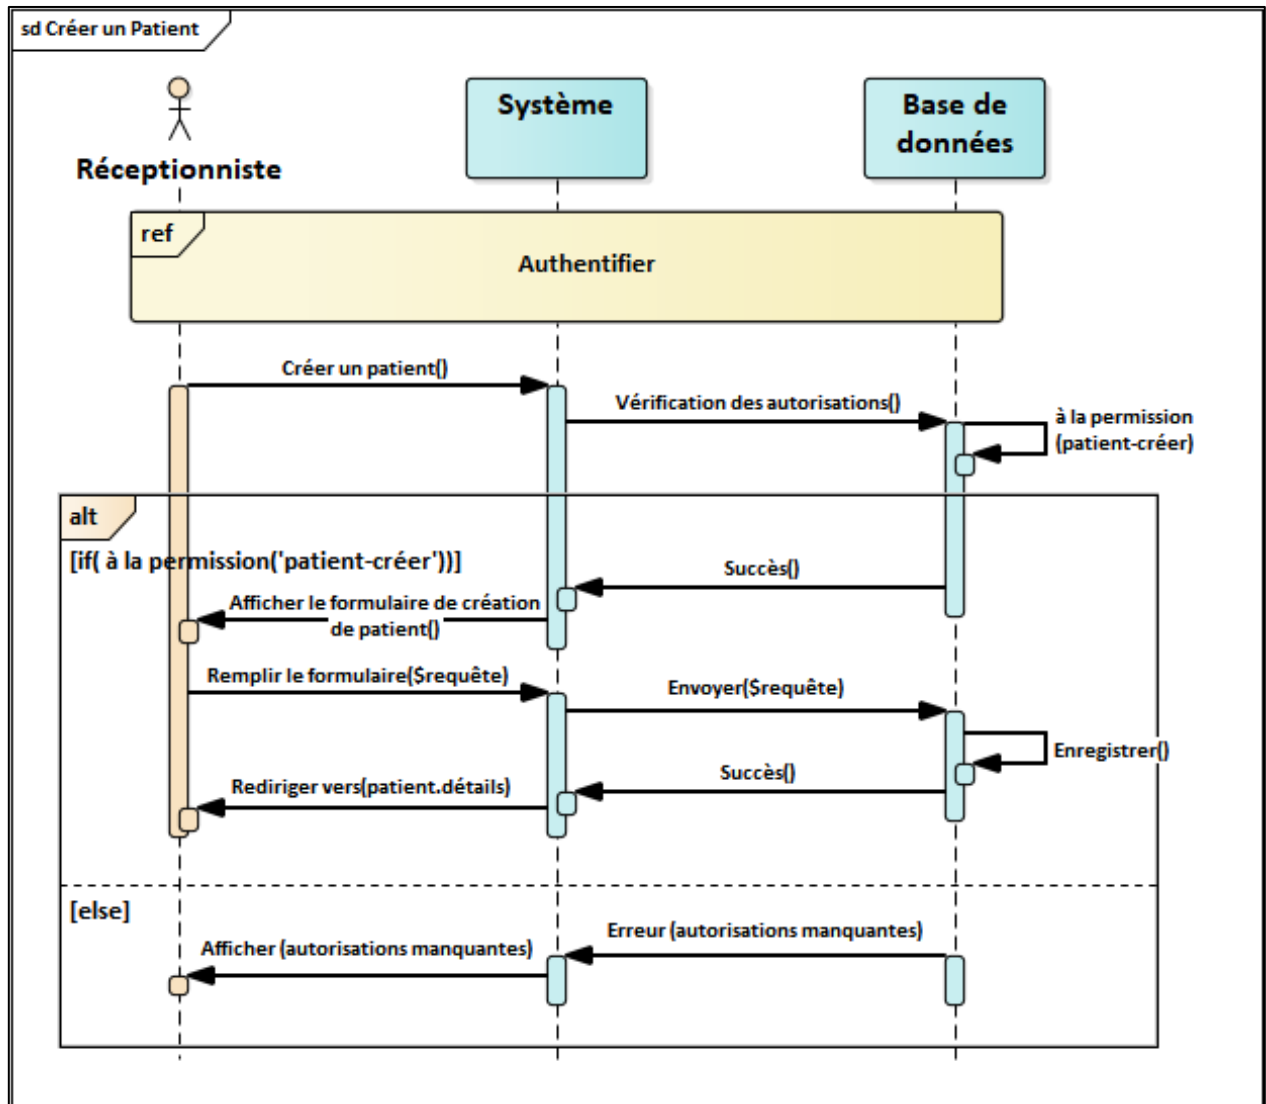 sd Créer un Patient
Réceptionniste
Système
Base de
données
ref
Authentifier
Créer un patient()
Vérification des autorisations()
à la permission
(patient-créer)
alt
[if( à la permission('patient-créer'))]
Succès()
Afficher le formulaire de création
de patient()
Remplir le formulaire($requête)
Envoyer($requête)
Enregistrer()
Succès()
Rediriger vers(patient.détails)
[else]
Erreur (autorisations manquantes)
Afficher (autorisations manquantes)